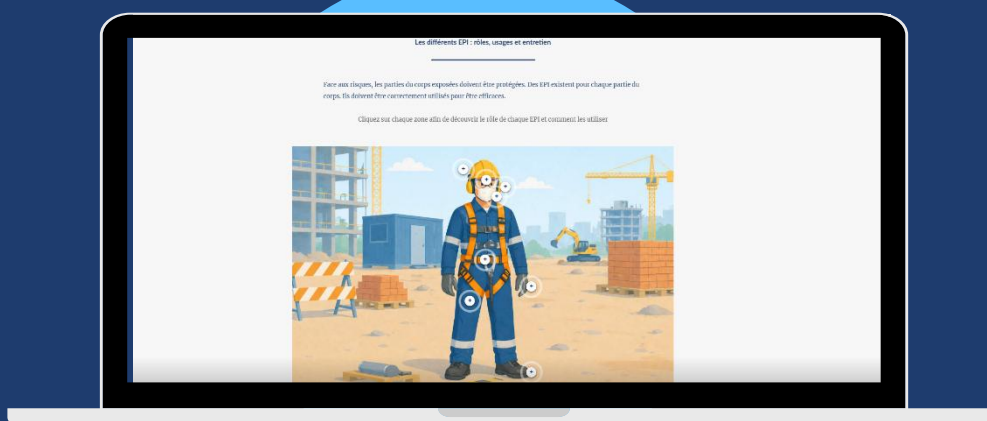 Les différents EPI : rôles, usages et entretien
Face aux risques, les parties du corps exposées doivent être protégées. Des EPI existent pour chaque partie du
corps. Ils doivent être correctement utilisés pour être efficaces.
Cliquez sur chaque zone afin de découvrir le rôle de chaque EPI et comment les utiliser